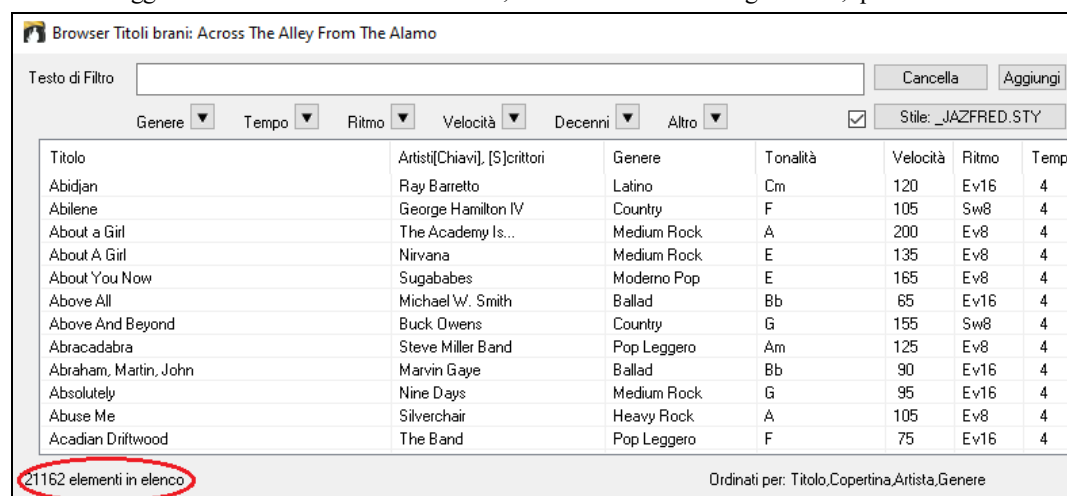 Browser Titoli brani: Across The Alley From The Alamo
Testo di Filtro Cancella Aggiungi
Genere Tempo Ritmo Velocità Decenni Altro Stile: _JAZFRED.STY
Titolo Artisti[Chiavi], [S]crittori Genere Tonalità Velocità Ritmo Temp
Abidjan Ray Barretto Latino Cm 120 Ev16 4
Abilene George Hamilton IV Country F 105 Sw8 4
About a Girl The Academy Is... Medium Rock A 200 Ev8 4
About A Girl Nirvana Medium Rock E 135 Ev8 4
About You Now Sugababes Moderno Pop E 165 Ev8 4
Above All Michael W. Smith Ballad Bb 65 Ev16 4
Above And Beyond Buck Owens Country G 155 Sw8 4
Abracadabra Steve Miller Band Pop Leggero Am 125 Ev8 4
Abraham, Martin, John Marvin Gaye Ballad Bb 90 Ev16 4
Absolutely Nine Days Medium Rock G 95 Ev16 4
Abuse Me Silverchair Heavy Rock A 105 Ev8 4
Acadian Driftwood The Band Pop Leggero F 75 Ev16 4
21162 elementi in elenco Ordinati per: Titolo,Copertina,Artista,Genere